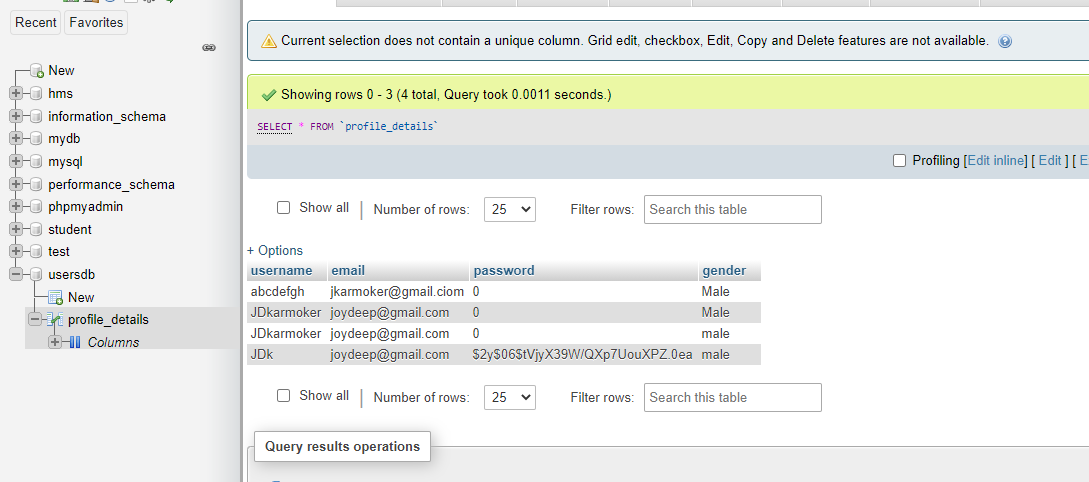 Recent Favorites
New
hms
information_schema
mydb
mysql
performance_schema
phpmyadmin
student
test
usersdb
New
profile_details
Columns
Current selection does not contain a unique column. Grid edit, checkbox, Edit, Copy and Delete features are not available.
Showing rows 0 - 3 (4 total, Query took 0.0011 seconds.)
SELECT * FROM `profile_details`
Profiling [Edit inline] [ Edit ] [ E
Show all | Number of rows: 25 Filter rows: Search this table
+ Options
username email password gender
abcdefgh jkarmoker@gmail.ciom 0 Male
JDkarmoker joydeep@gmail.com 0 Male
JDkarmoker joydeep@gmail.com 0 male
JDk joydeep@gmail.com $2y$06$tVjyX39W/QXp7UouXPZ.0ea male
Show all | Number of rows: 25 Filter rows: Search this table
Query results operations